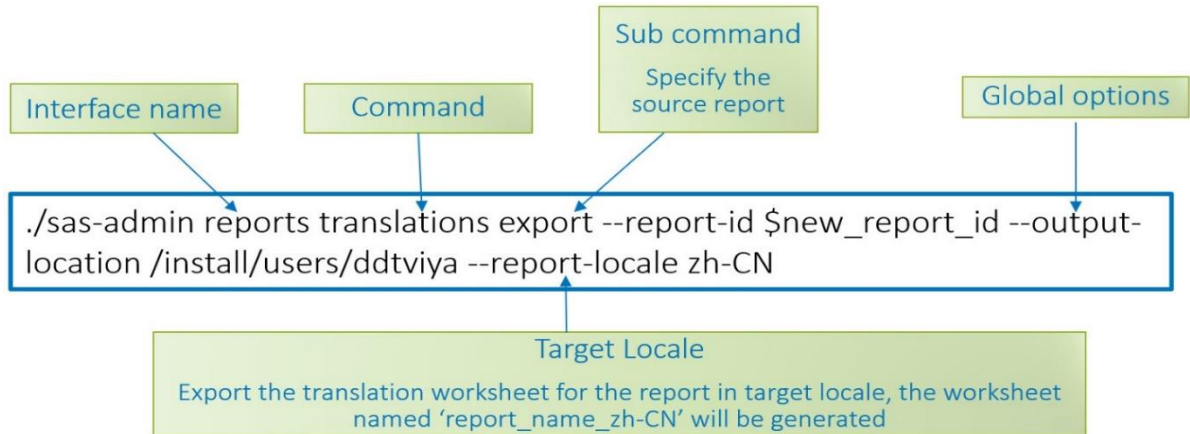 Sub command
Specify the
source report
Interface name
Command
Global options
./sas-admin reports translations export --report-id $new_report_id --output-
location /install/users/ddtviya --report-locale zh-CN
Target Locale
Export the translation worksheet for the report in target locale, the worksheet
named ‘report_name_zh-CN’ will be generated